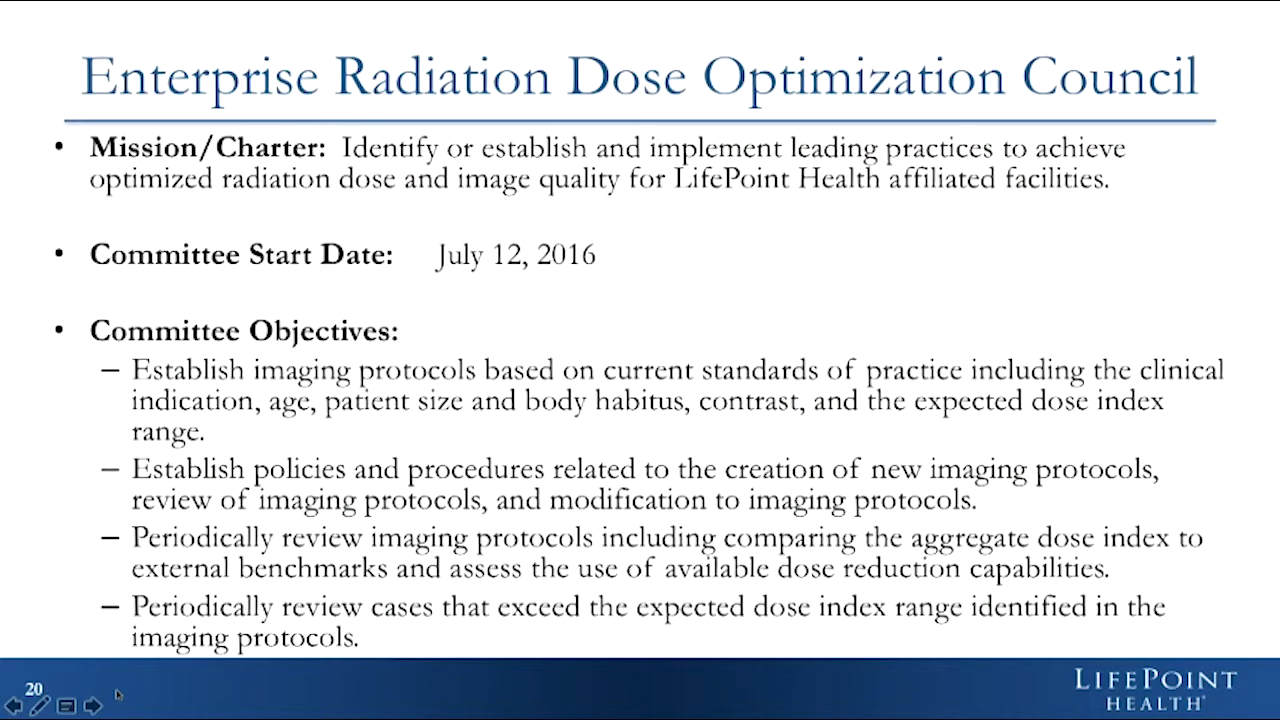 Enterprise Radiation Dose Optimization Council
• Mission/Charter: Identify or establish and implement leading practices to achieve
optimized radiation dose and image quality for LifePoint Health affiliated facilities.
• Committee Start Date: July 12, 2016
• Committee Objectives:
– Establish imaging protocols based on current standards of practice including the clinical
indication, age, patient size and body habitus, contrast, and the expected dose index
range.
– Establish policies and procedures related to the creation of new imaging protocols,
review of imaging protocols, and modification to imaging protocols.
– Periodically review imaging protocols including comparing the aggregate dose index to
external benchmarks and assess the use of available dose reduction capabilities.
– Periodically review cases that exceed the expected dose index range identified in the
imaging protocols.
20
LIFEPOINT
HEALTH®